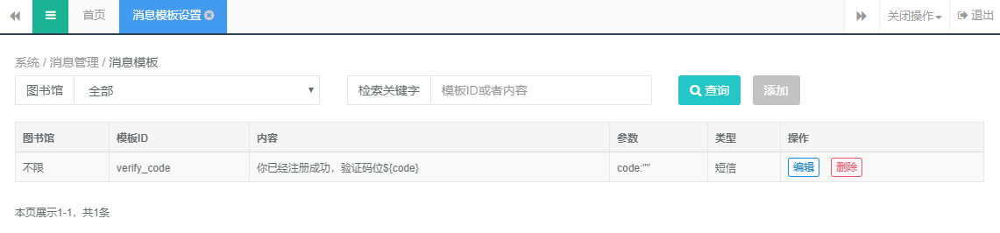 首页 消息模板设置 关闭操作 退出
系统 / 消息管理 / 消息模板
图书馆 全部 检索关键字 模板ID或者内容 查询 添加
图书馆 模板ID 内容 参数 类型 操作
不限 verify_code 你已经注册成功，验证码位${code} code:"" 短信 编辑 删除
本页展示1-1，共1条